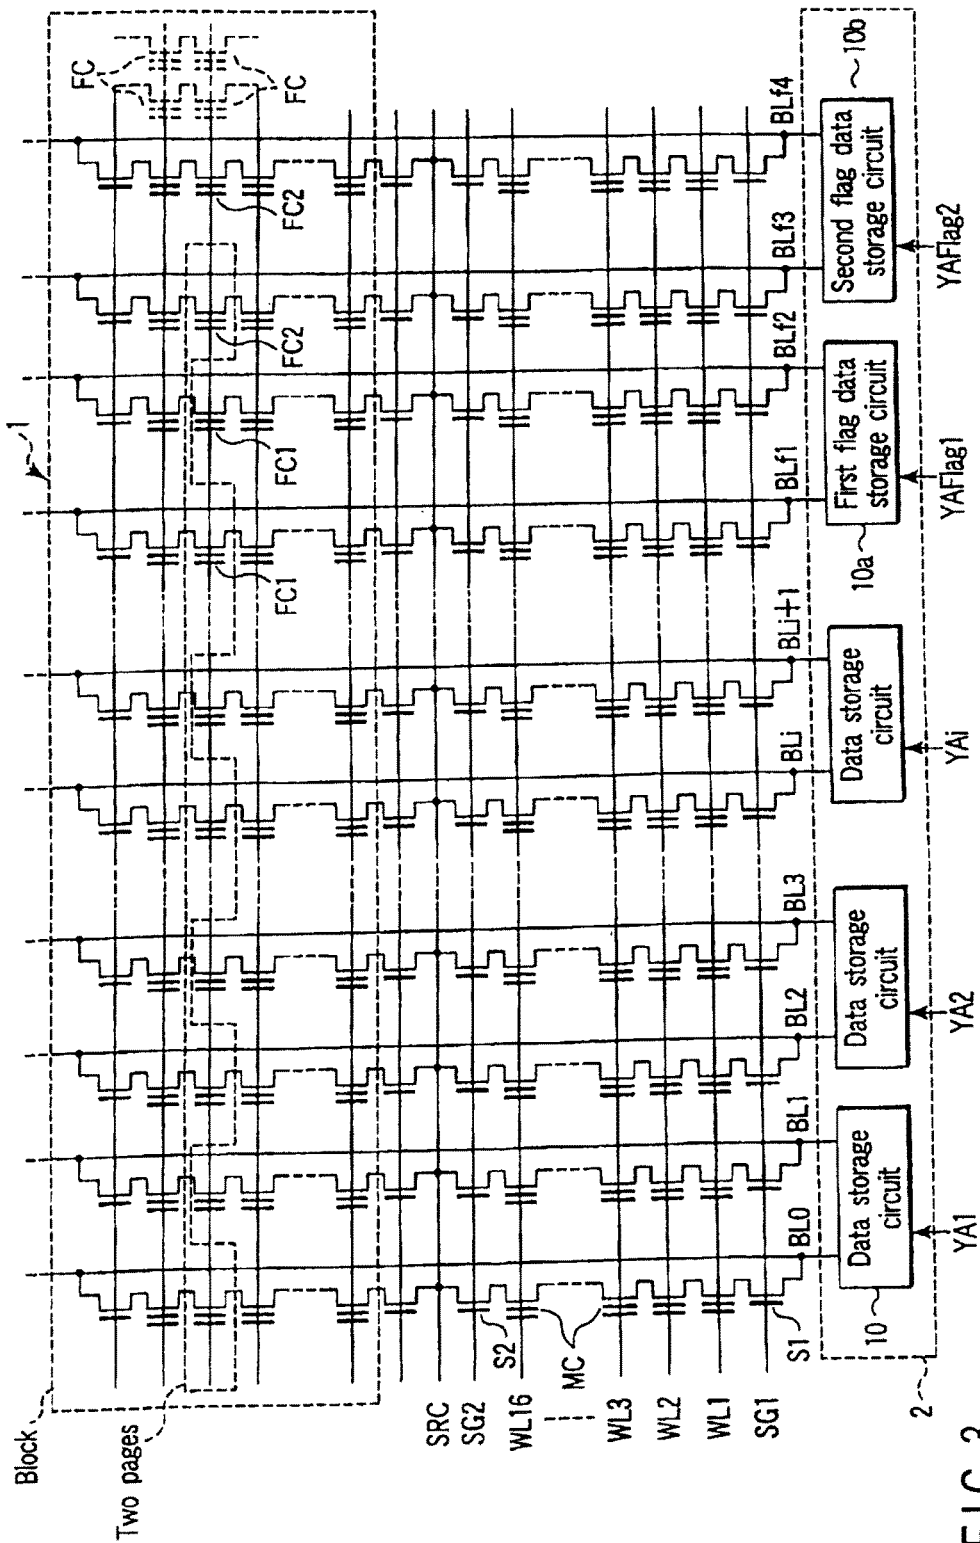 1
Block
Two pages
FC
FC
FC1
FC1
FC2
FC2
SRC
SG2
S2
WL16
MC
WL3
WL2
WL1
SG1
S1
BL0
BL1
BL2
BL3
BLi
BLi+1
BLf1
BLf2
BLf3
BLf4
10
Data storage
circuit
Data storage
circuit
Data storage
circuit
10a
First flag data
storage circuit
Second flag data
storage circuit
10b
2
YA1
YA2
YAi
YAFlag1
YAFlag2